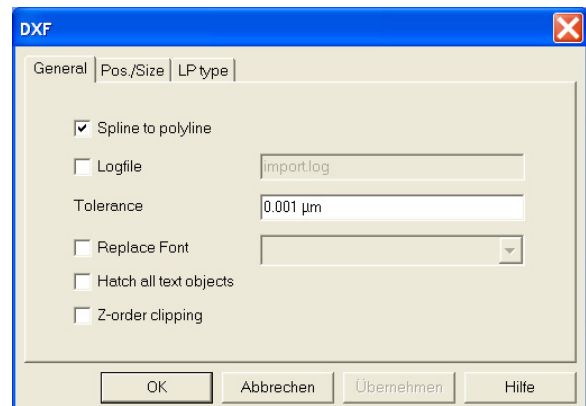 DXF
General Pos./Size LP type
Spline to polyline
Logfile import.log
Tolerance 0.001 µm
Replace Font
Hatch all text objects
Z-order clipping
OK Abbrechen Übernehmen Hilfe